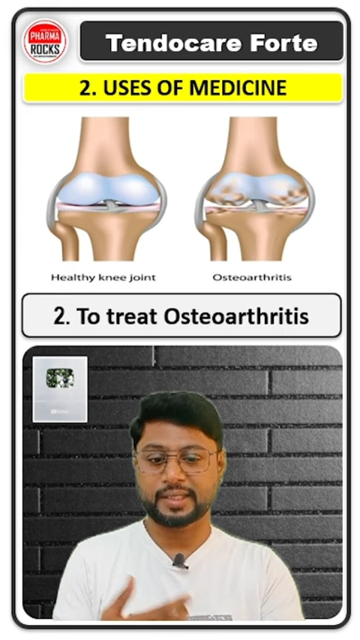 PHARMA
ROCKS
Tendocare Forte
2. USES OF MEDICINE
Healthy knee joint
Osteoarthritis
2. To treat Osteoarthritis